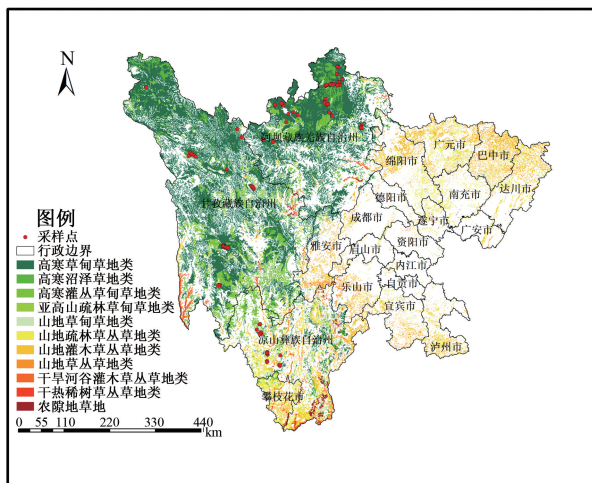 N
阿坝藏族羌族自治州
广元市
巴中市
绵阳市
达川市
德阳市
南充市
甘孜藏族自治州
成都市
遂宁市
广安市
雅安市
眉山市
资阳市
内江市
自贡市
乐山市
宜宾市
泸州市
凉山彝族自治州
攀枝花市
图例
采样点
行政边界
高寒草甸草地类
高寒沼泽草地类
高寒灌丛草甸草地类
亚高山疏林草甸草地类
山地草甸草地类
山地疏林草丛草地类
山地灌木草丛草地类
山地草丛草地类
干旱河谷灌木草丛草地类
干热稀树草丛草地类
农隙地草地
0 55 110 220 330 440
km